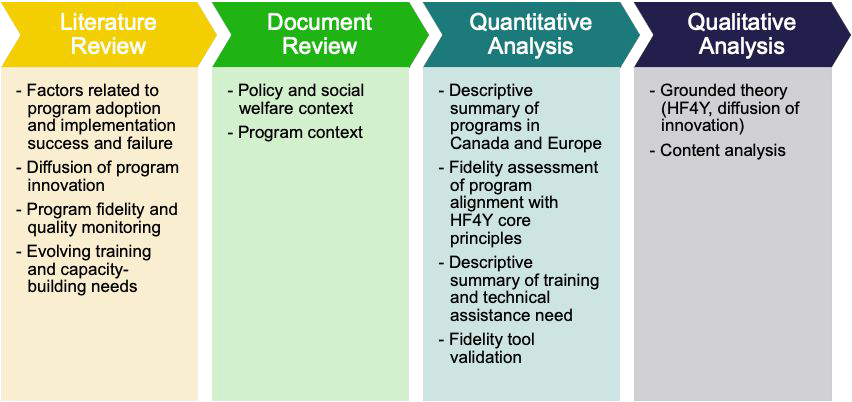 Literature
Review
- Factors related to
program adoption
and implementation
success and failure
- Diffusion of program
innovation
- Program fidelity and
quality monitoring
- Evolving training
and capacity-
building needs
Document
Review
- Policy and social
welfare context
- Program context
Quantitative
Analysis
- Descriptive
summary of
programs in
Canada and Europe
- Fidelity assessment
of program
alignment with
HF4Y core
principles
- Descriptive
summary of training
and technical
assistance need
- Fidelity tool
validation
Qualitative
Analysis
- Grounded theory
(HF4Y, diffusion of
innovation)
- Content analysis